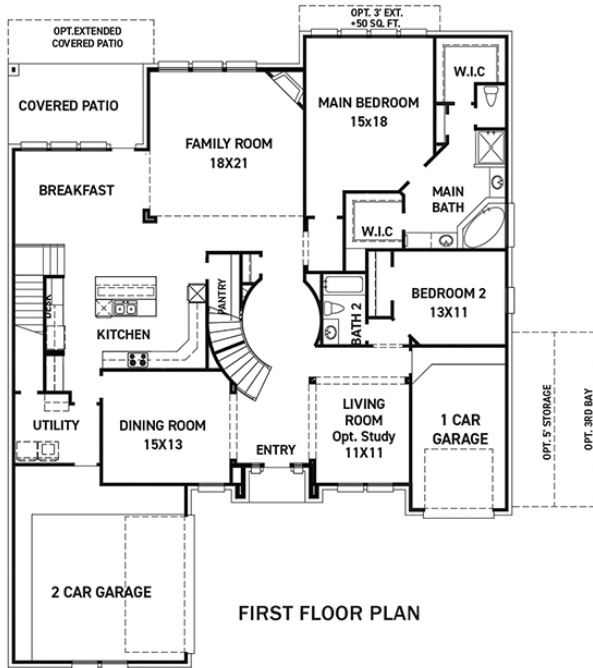 OPT. 3' EXT.
+50 SQ. FT.
OPT.EXTENDED
COVERED PATIO
W.I.C
COVERED PATIO
MAIN BEDROOM
15X18
FAMILY ROOM
18X21
BREAKFAST
MAIN
BATH
W.I.C
PANTRY
BEDROOM 2
13X11
DESK
BATH 2
KITCHEN
UTILITY
DINING ROOM
15X13
LIVING
ROOM
Opt. Study
11X11
1 CAR
GARAGE
OPT. 5' STORAGE
OPT. 3RD BAY
ENTRY
2 CAR GARAGE
FIRST FLOOR PLAN